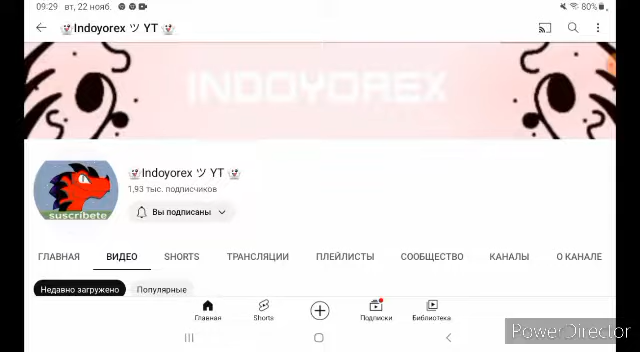 09:29 вт, 22 нояб. 80%
Indoyorex ツ YT
INDOYOREX
Indoyorex ツ YT
1,93 тыс. подписчиков
Вы подписаны
suscríbete
ГЛАВНАЯ ВИДЕО SHORTS ТРАНСЛЯЦИИ ПЛЕЙЛИСТЫ СООБЩЕСТВО КАНАЛЫ О КАНАЛЕ
Недавно загружено Популярные
Главная Shorts Подписки Библиотека
PowerDirector